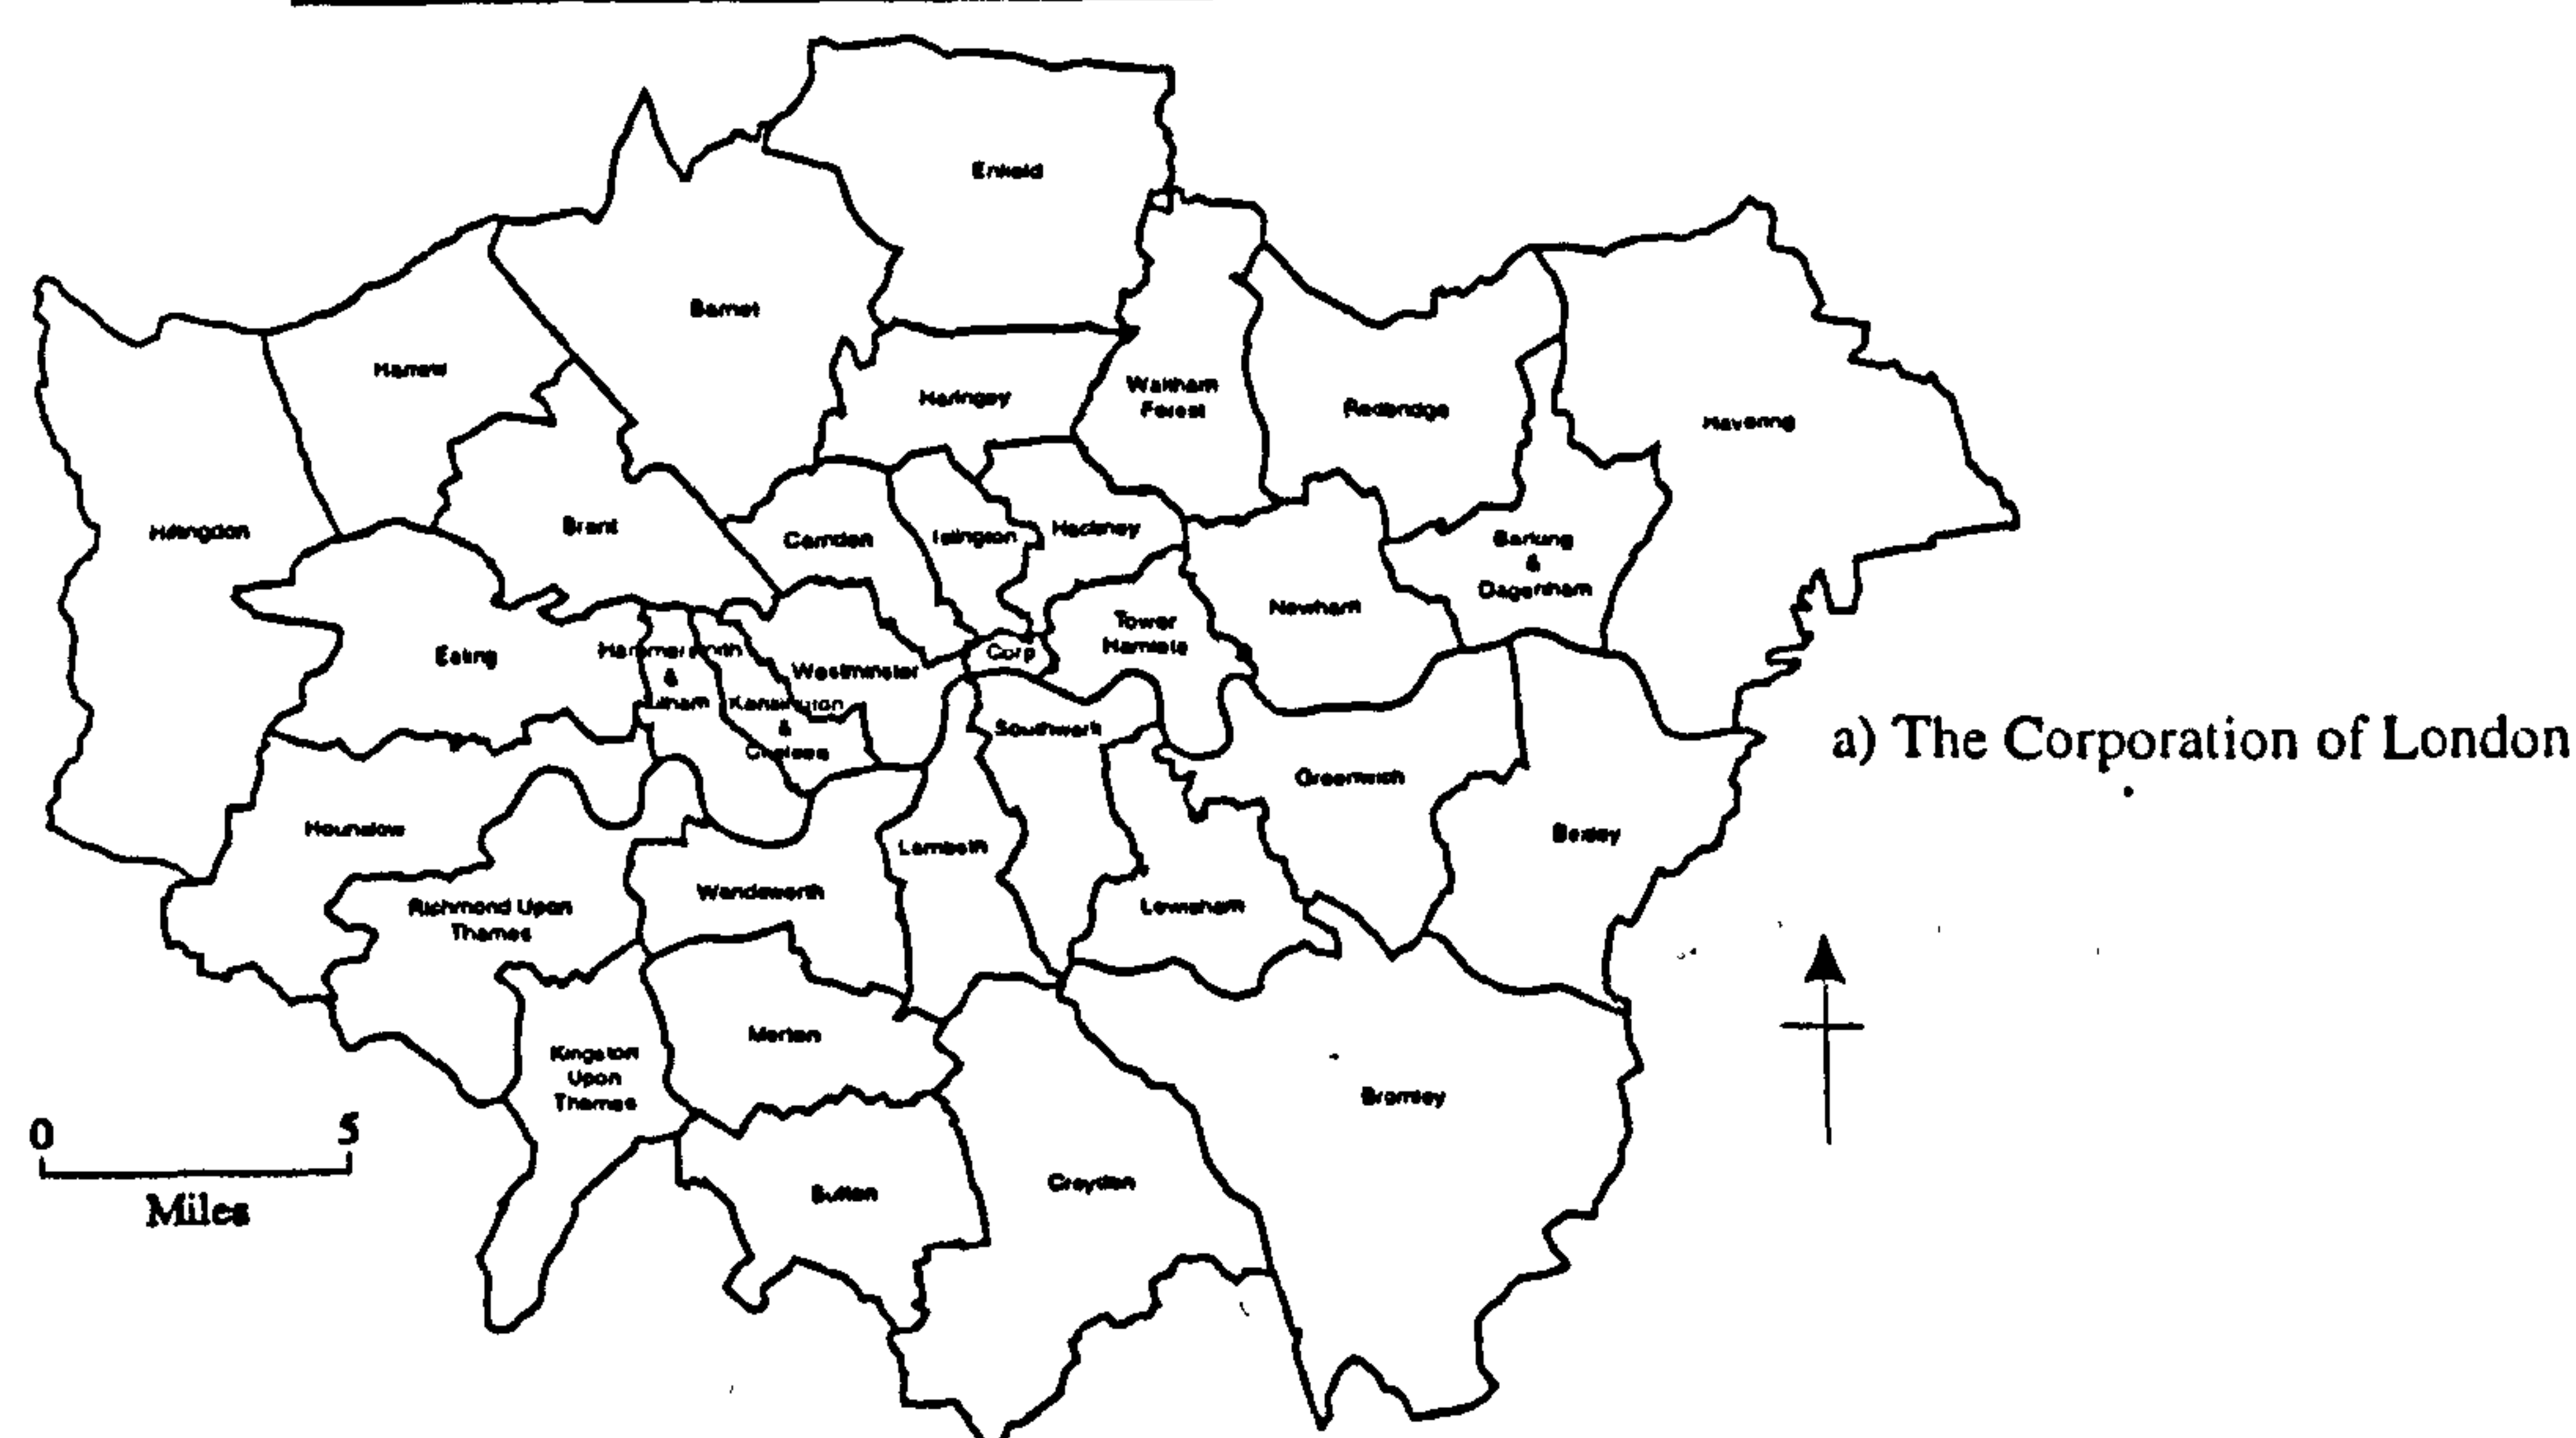 Enfield
Barnet
Harrow
Haringey
Waltham
Forest
Redbridge
Havering
Hillingdon
Brent
Camden
Islington
Hackney
Barking
&
Dagenham
Newham
Tower
Hamlets
Ealing
Hammersmith
&
Fulham
Westminster
Corp
Kensington
&
Chelsea
Southwark
a) The Corporation of London
Greenwich
Hounslow
Bexley
Lambeth
Wandsworth
Richmond Upon
Thames
Lewisham
Merton
Kingston
Upon
Thames
Bromley
0 5
Miles
Sutton
Croydon